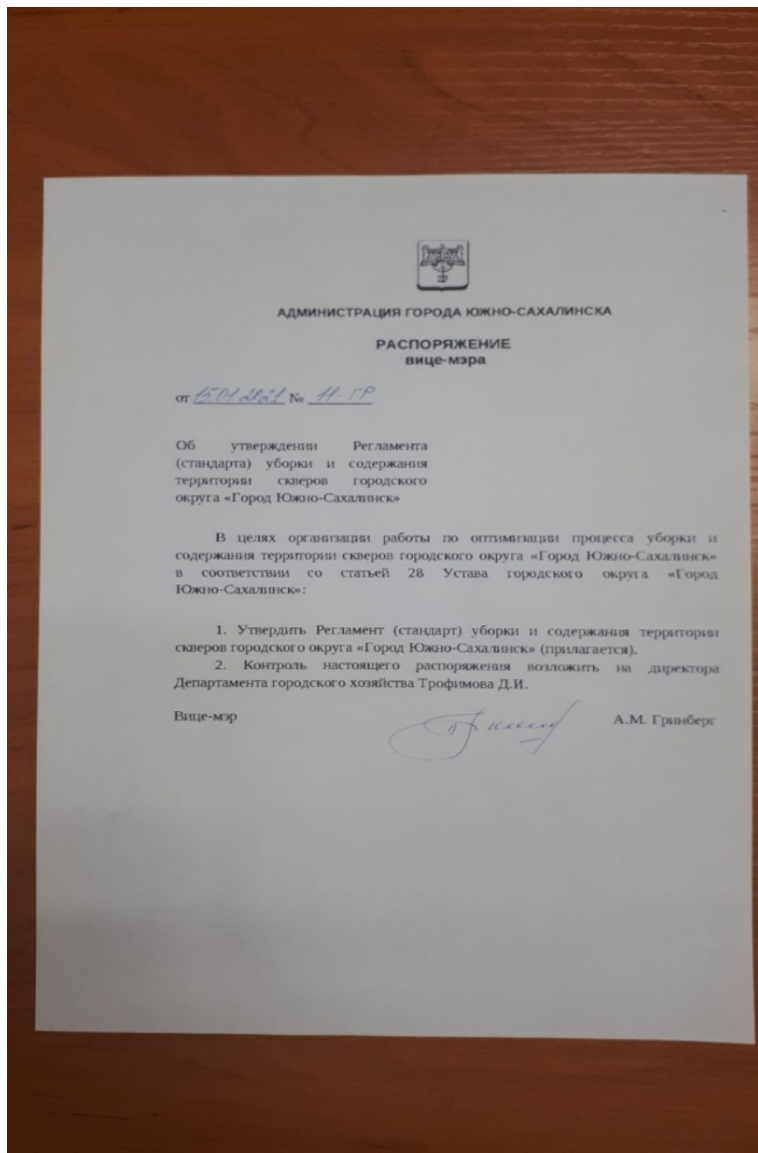 АДМИНИСТРАЦИЯ ГОРОДА ЮЖНО-САХАЛИНСКА
РАСПОРЯЖЕНИЕ
вице-мэра
от 15.01.2021 № 11-ГР
Об утверждении Регламента
(стандарта) уборки и содержания
территории скверов городского
округа «Город Южно-Сахалинск»
В целях организации работы по оптимизации процесса уборки и
содержания территории скверов городского округа «Город Южно-Сахалинск»
в соответствии со статьей 28 Устава городского округа «Город
Южно-Сахалинск»:
1. Утвердить Регламент (стандарт) уборки и содержания территории
скверов городского округа «Город Южно-Сахалинск» (прилагается).
2. Контроль настоящего распоряжения возложить на директора
Департамента городского хозяйства Трофимова Д.И.
Вице-мэр А.М. Гринберг